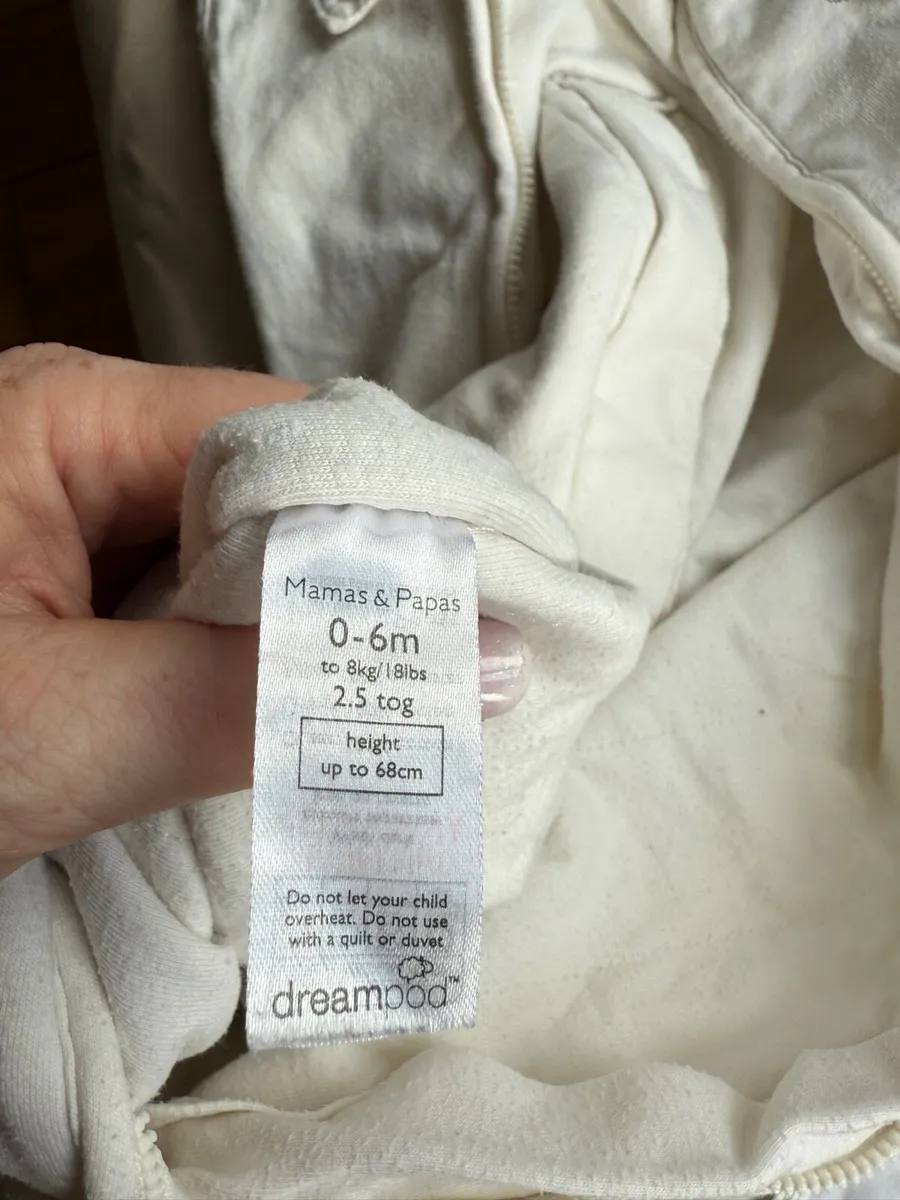 Mamas & Papas
0-6m
to 8kg/18lbs
2.5 tog
height
up to 68cm
Do not let your child
overheat. Do not use
with a quilt or duvet
dreampod™